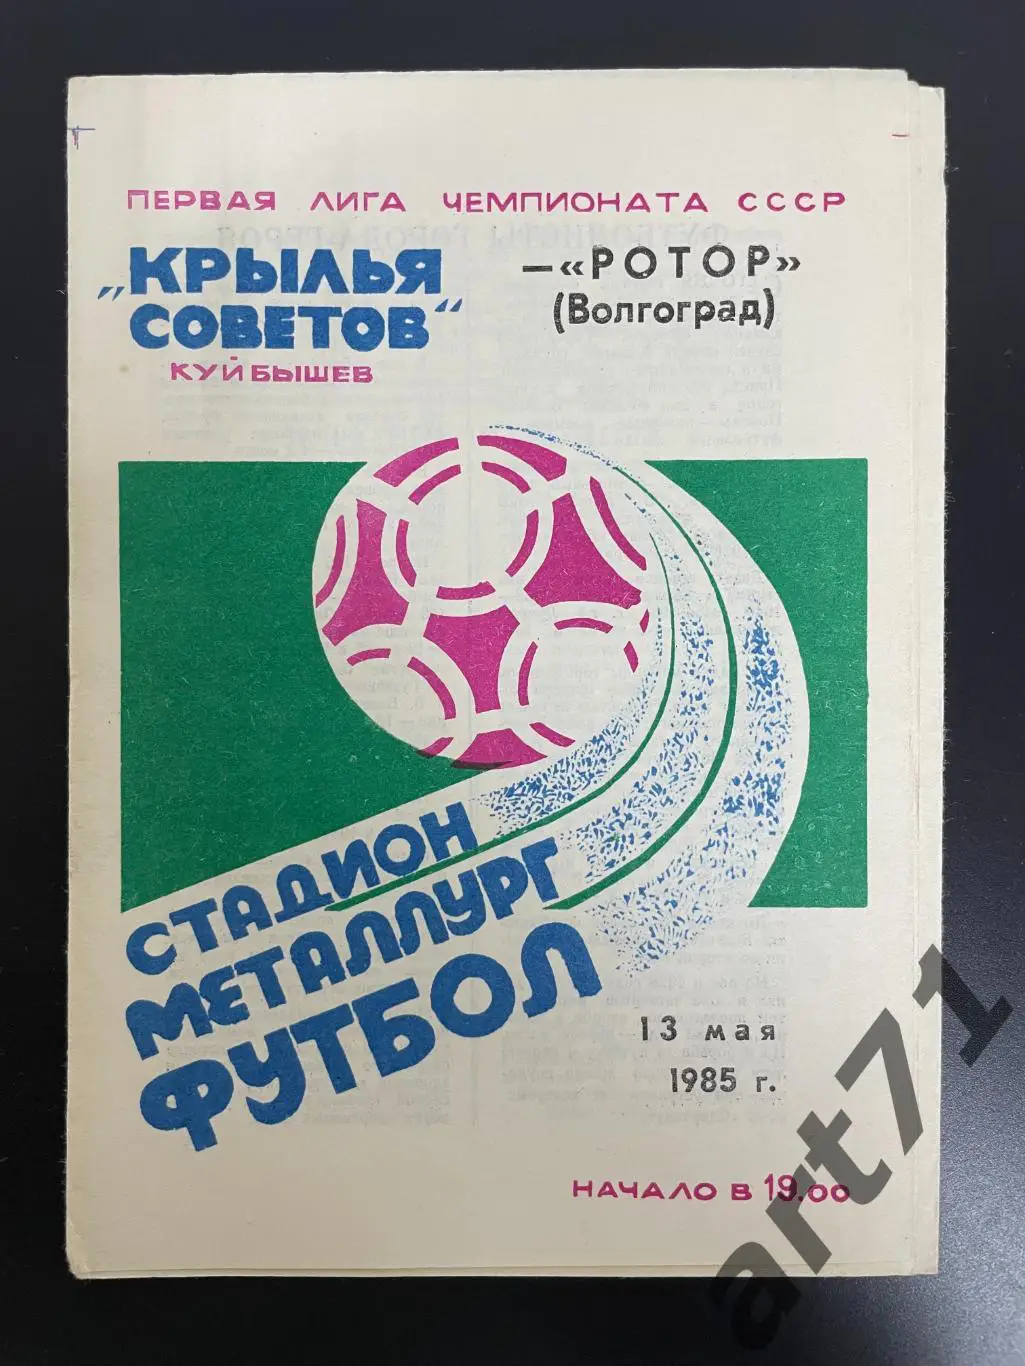 ПЕРВАЯ ЛИГА ЧЕМПИОНАТА СССР
„КРЫЛЬЯ
СОВЕТОВ“
КУЙБЫШЕВ
—«РОТОР»
(Волгоград)
СТАДИОН
МЕТАЛЛУРГ
ФУТБОЛ
13 мая
1985 г.
НАЧАЛО В 19.00
art71